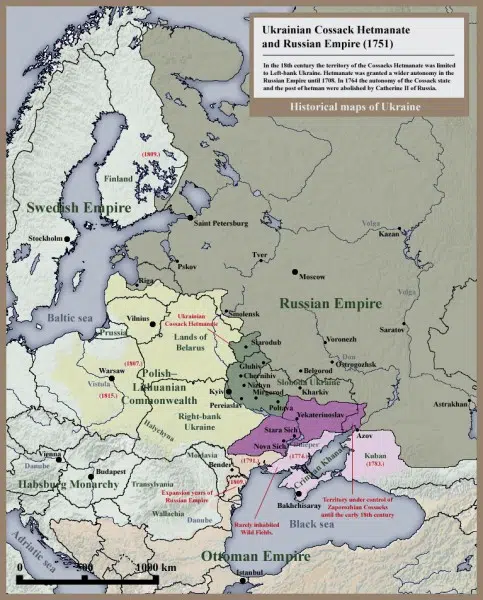 Ukrainian Cossack Hetmanate
and Russian Empire (1751)
In the 18th century the territory of the Cossacks Hetmanate was limited
to Left-bank Ukraine. Hetmanate was granted a wider autonomy in the
Russian Empire until 1708. In 1764 the autonomy of the Cossack state
and the post of hetman were abolished by Catherine II of Russia.
Historical maps of Ukraine
(1809.)
Finland
Swedish Empire
Saint Petersburg
Stockholm
Volga
Kazan
Tver
Pskov
Moscow
Riga
Volga
Russian Empire
Baltic sea
Ukrainian
Cossack Hetmanate
Smolensk
Vilnius
Saratov
Prussia
Lands of
Belarus
Starodub
Voronezh
Don
Ostrogozhsk
(1807.)
Warsaw
Polish–
Lithuanian
Commonwealth
Gluhiv
Chernihiv
Belgorod
Vistula
(1815.)
Nizhyn
Sloboda Ukraine
Kyiv
Mirgorod
Kharkiv
Pereiaslav
Poltava
Astrakhan
Right-bank
Ukraine
Yekaterinoslav
Halychyna
Stara Sich
Azov
Nova Sich
Dnieper
Vienna
Moldavia
(1791.)
(1774.)
Kuban
(1783.)
Danube
Bender
Crimean Khanate
Budapest
Habsburg Monarchy
Transylvania
(1809.)
Bakhchisaray
Expansion years of
Russian Empire
Territory under control of
Zaporozhian Cossacks
until the early 18th century
Wallachia
Danube
Rarely inhabited
Wild Fields.
Black sea
Adriatic sea
Ottoman Empire
0 500 1000 km
Istanbul